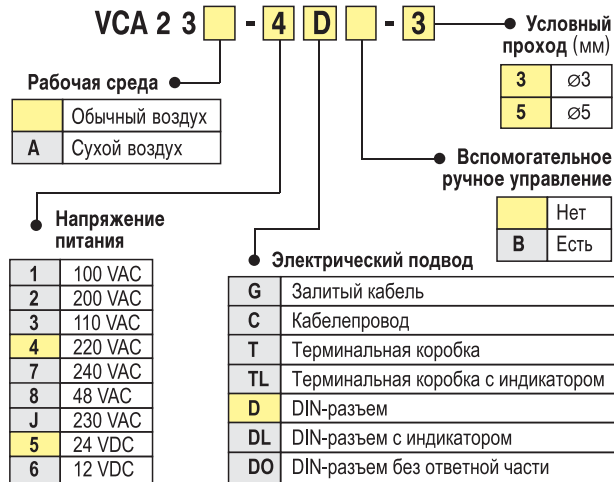 VCA 2 3 - 4 D - 3
Условный
проход (мм)
3 ∅3
5 ∅5
Рабочая среда
Обычный воздух
A Сухой воздух
Вспомогательное
ручное управление
Нет
B Есть
Напряжение
питания
1 100 VAC
2 200 VAC
3 110 VAC
4 220 VAC
7 240 VAC
8 48 VAC
J 230 VAC
5 24 VDC
6 12 VDC
Электрический подвод
G Залитый кабель
C Кабелепровод
T Терминальная коробка
TL Терминальная коробка с индикатором
D DIN-разъем
DL DIN-разъем с индикатором
DO DIN-разъем без ответной части